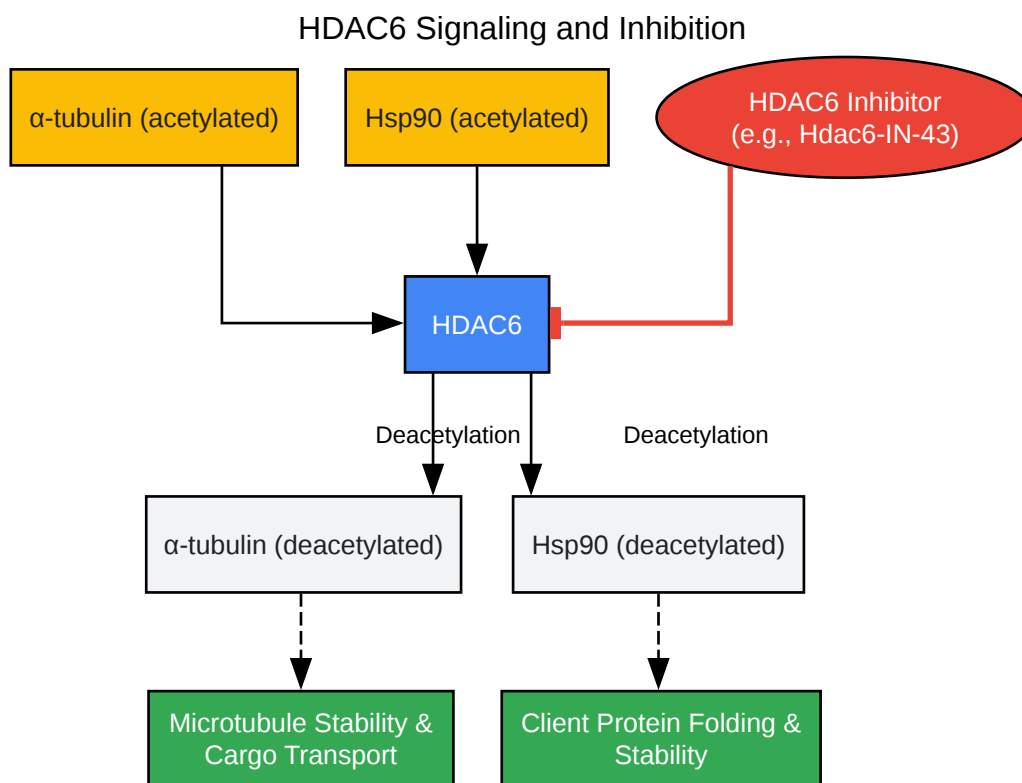 HDAC6 Signaling and Inhibition
α-tubulin (acetylated)
Hsp90 (acetylated)
HDAC6 Inhibitor
(e.g., Hdac6-IN-43)
HDAC6
Deacetylation
Deacetylation
α-tubulin (deacetylated)
Hsp90 (deacetylated)
Microtubule Stability &
Cargo Transport
Client Protein Folding &
Stability